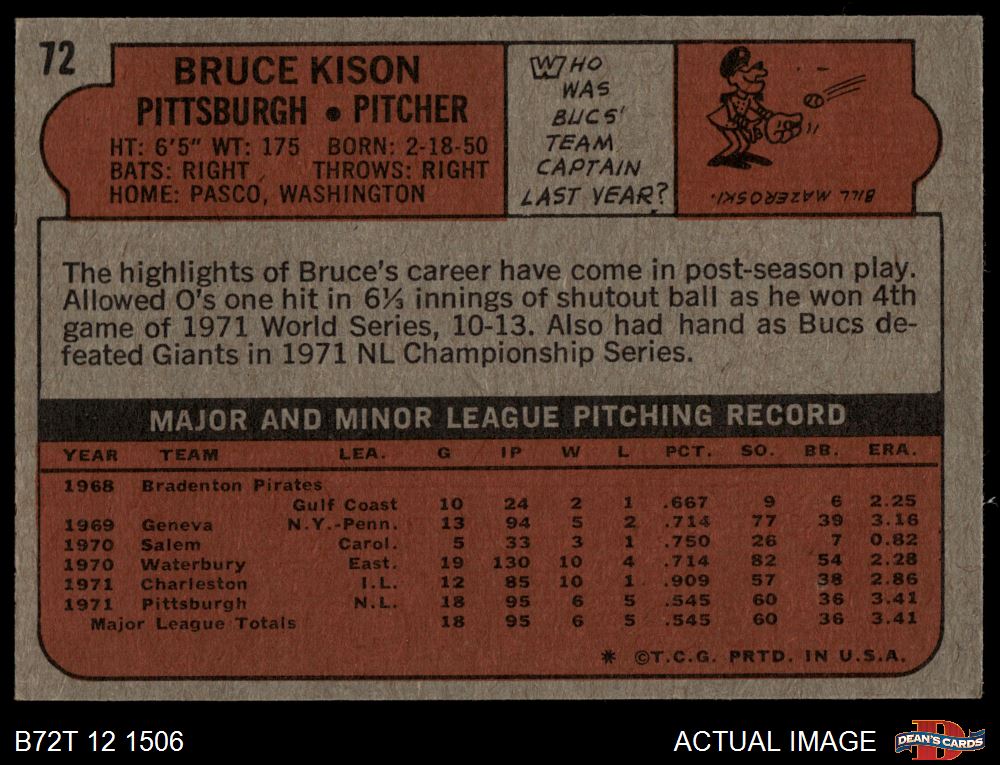 72
BRUCE KISON
PITTSBURGH • PITCHER
HT: 6'5" WT: 175 BORN: 2-18-50
BATS: RIGHT THROWS: RIGHT
HOME: PASCO, WASHINGTON
WHO
WAS
BUCS'
TEAM
CAPTAIN
LAST YEAR?
BILL MAZEROSKI.
The highlights of Bruce's career have come in post-season play.
Allowed O's one hit in 6⅓ innings of shutout ball as he won 4th
game of 1971 World Series, 10-13. Also had hand as Bucs de-
feated Giants in 1971 NL Championship Series.
MAJOR AND MINOR LEAGUE PITCHING RECORD
YEAR TEAM LEA. G IP W L PCT. SO. BB. ERA.
1968 Bradenton Pirates
Gulf Coast 10 24 2 1 .667 9 6 2.25
1969 Geneva N.Y.-Penn. 13 94 5 2 .714 77 39 3.16
1970 Salem Carol. 5 33 3 1 .750 26 7 0.82
1970 Waterbury East. 19 130 10 4 .714 82 54 2.28
1971 Charleston I.L. 12 85 10 1 .909 57 38 2.86
1971 Pittsburgh N.L. 18 95 6 5 .545 60 36 3.41
Major League Totals 18 95 6 5 .545 60 36 3.41
* ©T.C.G. PRTD. IN U.S.A.
B72T 12 1506
ACTUAL IMAGE
DEAN'S CARDS